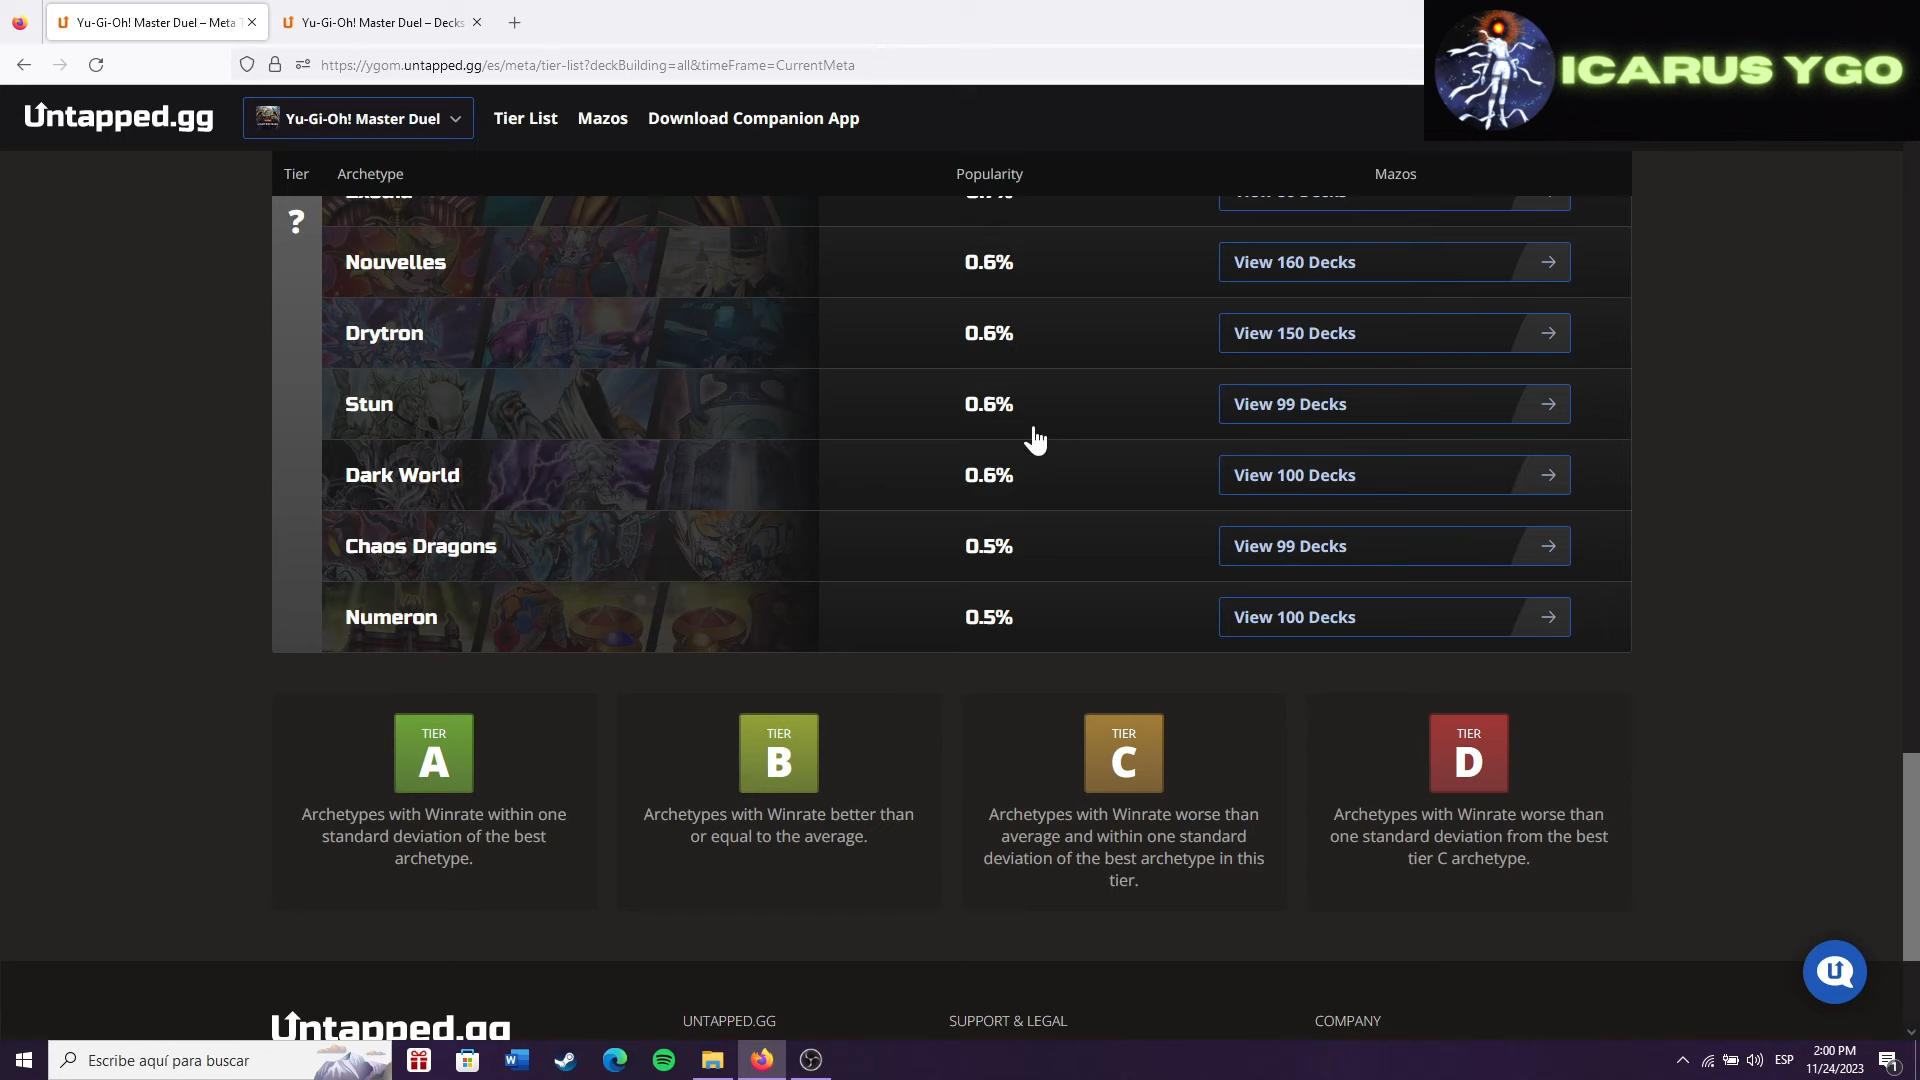 Yu-Gi-Oh! Master Duel – Meta T
Yu-Gi-Oh! Master Duel – Decks
https://ygom.untapped.gg/es/meta/tier-list?deckBuilding=all&timeFrame=CurrentMeta
ICARUS YGO
Untapped.gg
Yu-Gi-Oh! Master Duel
Tier List
Mazos
Download Companion App
Tier
Archetype
Popularity
Mazos
?
Nouvelles
0.6%
View 160 Decks
Drytron
0.6%
View 150 Decks
Stun
0.6%
View 99 Decks
Dark World
0.6%
View 100 Decks
Chaos Dragons
0.5%
View 99 Decks
Numeron
0.5%
View 100 Decks
TIER
A
Archetypes with Winrate within one
standard deviation of the best
archetype.
TIER
B
Archetypes with Winrate better than
or equal to the average.
TIER
C
Archetypes with Winrate worse than
average and within one standard
deviation of the best archetype in this
tier.
TIER
D
Archetypes with Winrate worse than
one standard deviation from the best
tier C archetype.
Untapped.gg
UNTAPPED.GG
SUPPORT & LEGAL
COMPANY
Escribe aquí para buscar
ESP
2:00 PM
11/24/2023
1